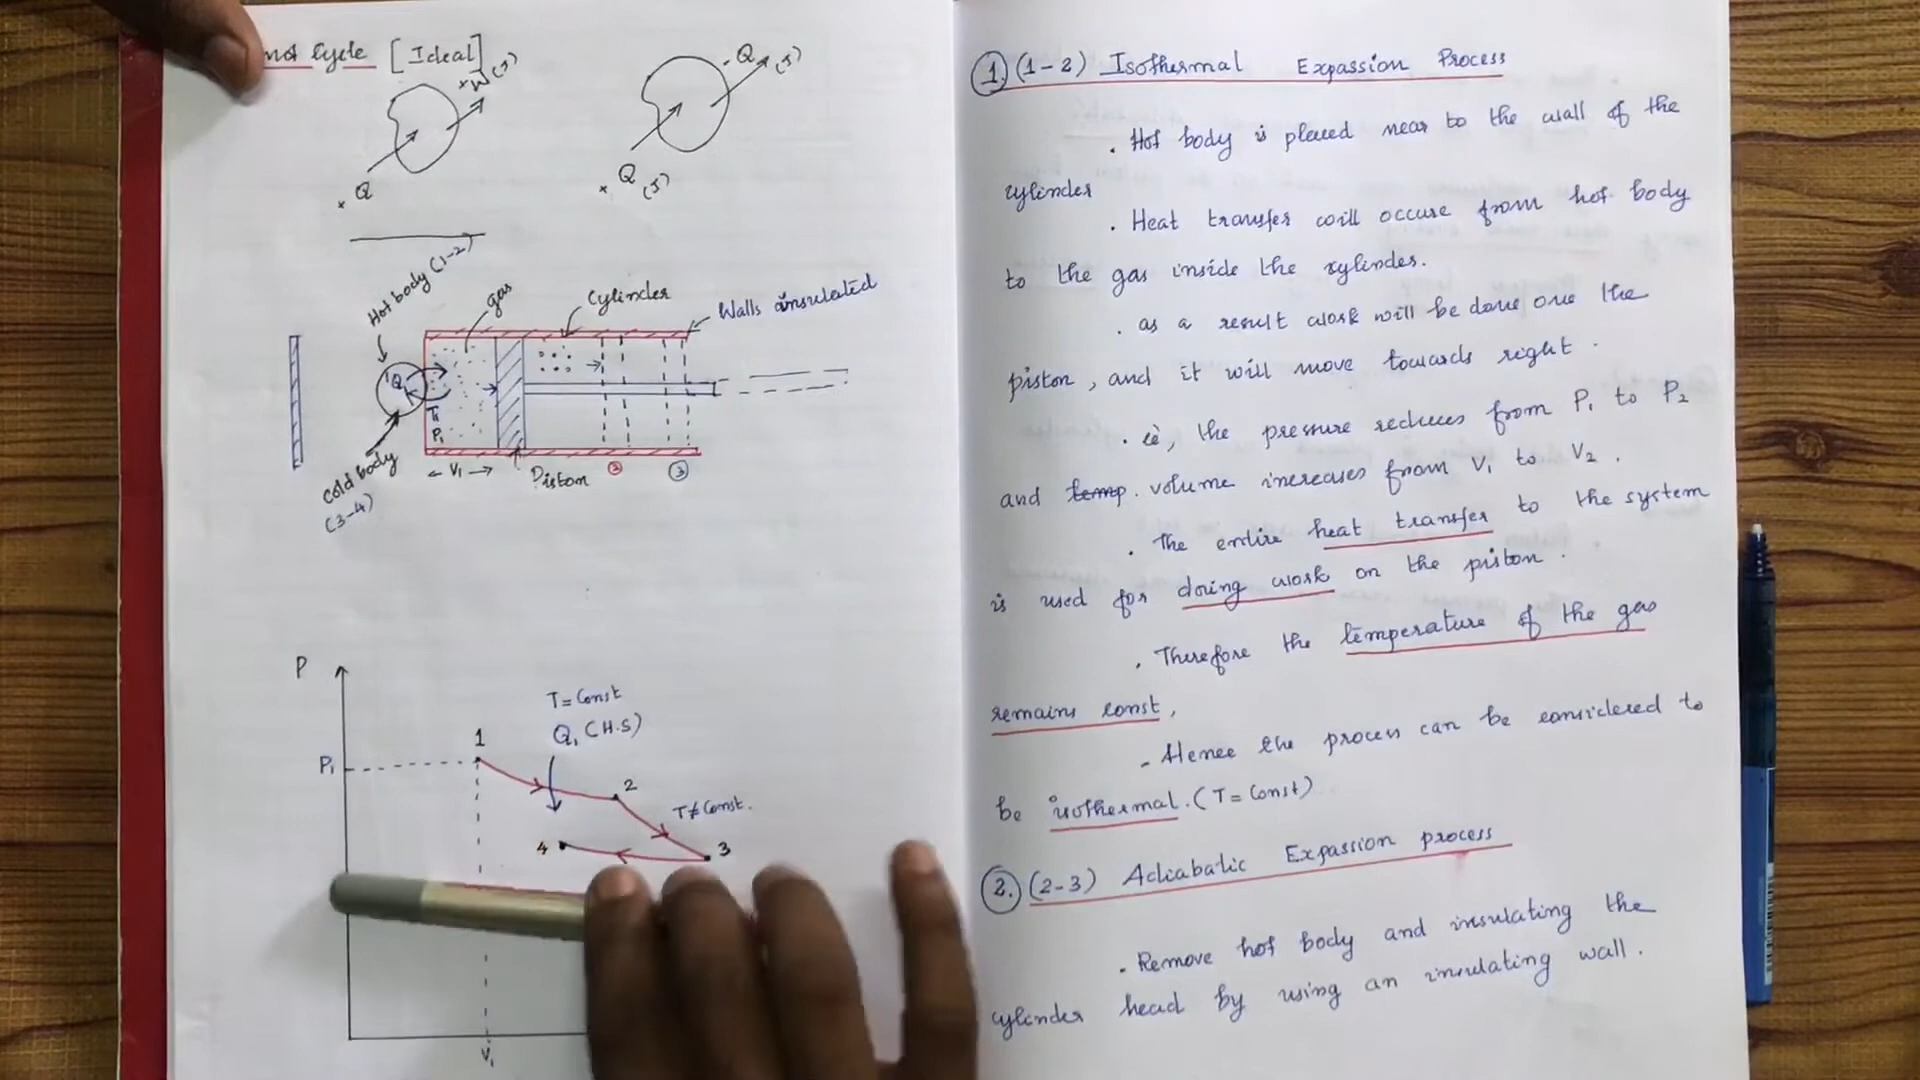 Cycle [Ideal]
+W (J)
+Q
-Q (J)
+Q (J)
Hot body (1-2)
gas
Cylinder
Walls insulated
Q
T1
P1
Cold body
(3-4)
← V1 →
Piston
2
3
P
T = Const
Q1 (H.S)
1
P1
2
T ≠ Const.
4
3
V1
1. (1-2) Isothermal Expassion Process
. Hot body is placed near to the wall of the
cylinder
. Heat transfer will occure from hot body
to the gas inside the cylinder.
. as a result work will be done one the
piston, and it will move towards right.
. ie, the pressure reduces from P1 to P2
and temp. volume increases from V1 to V2.
. The entire heat transfer to the system
is used for doing work on the piston.
. Therefore the temperature of the gas
remains const,
- Hence the process can be considered to
be isothermal. (T = Const)
2. (2-3) Adiabatic Expassion process
. Remove hot body and insulating the
cylinder head by using an insulating wall.